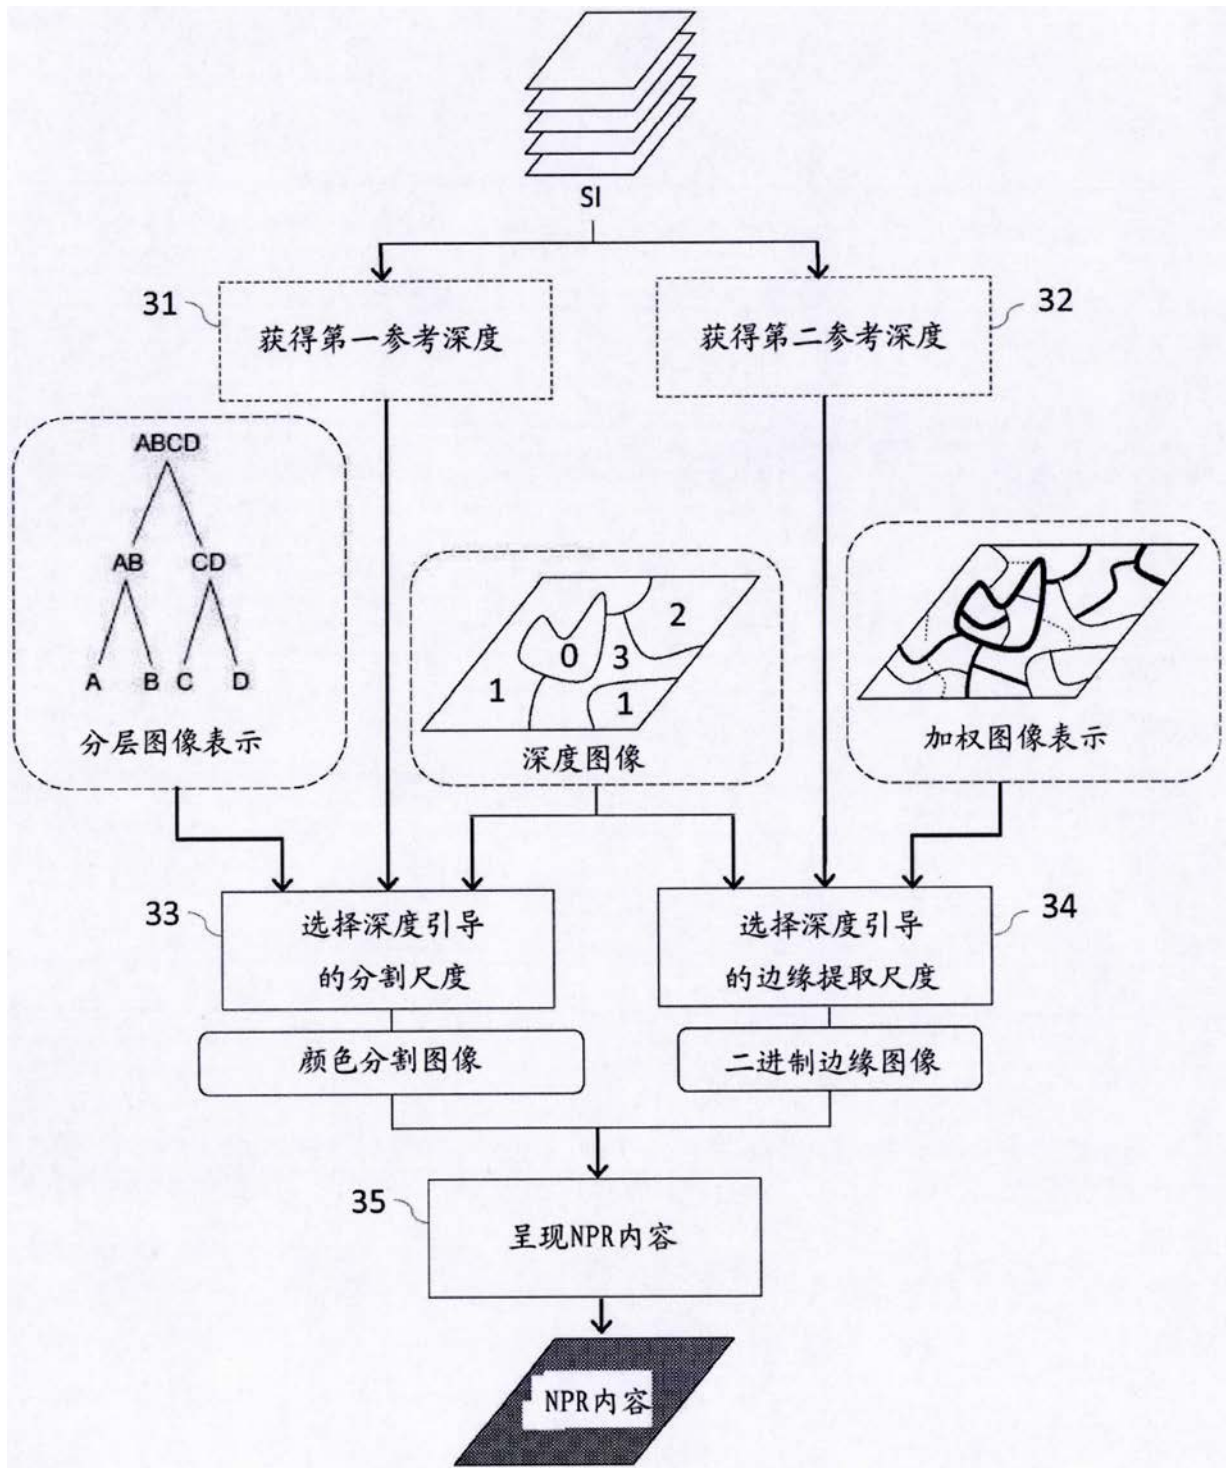 SI
31
获得第一参考深度
获得第二参考深度
32
ABCD
AB CD
A B C D
分层图像表示
0
1
2
3
1
深度图像
加权图像表示
33
选择深度引导
的分割尺度
选择深度引导
的边缘提取尺度
34
颜色分割图像
二进制边缘图像
35
呈现NPR内容
NPR内容